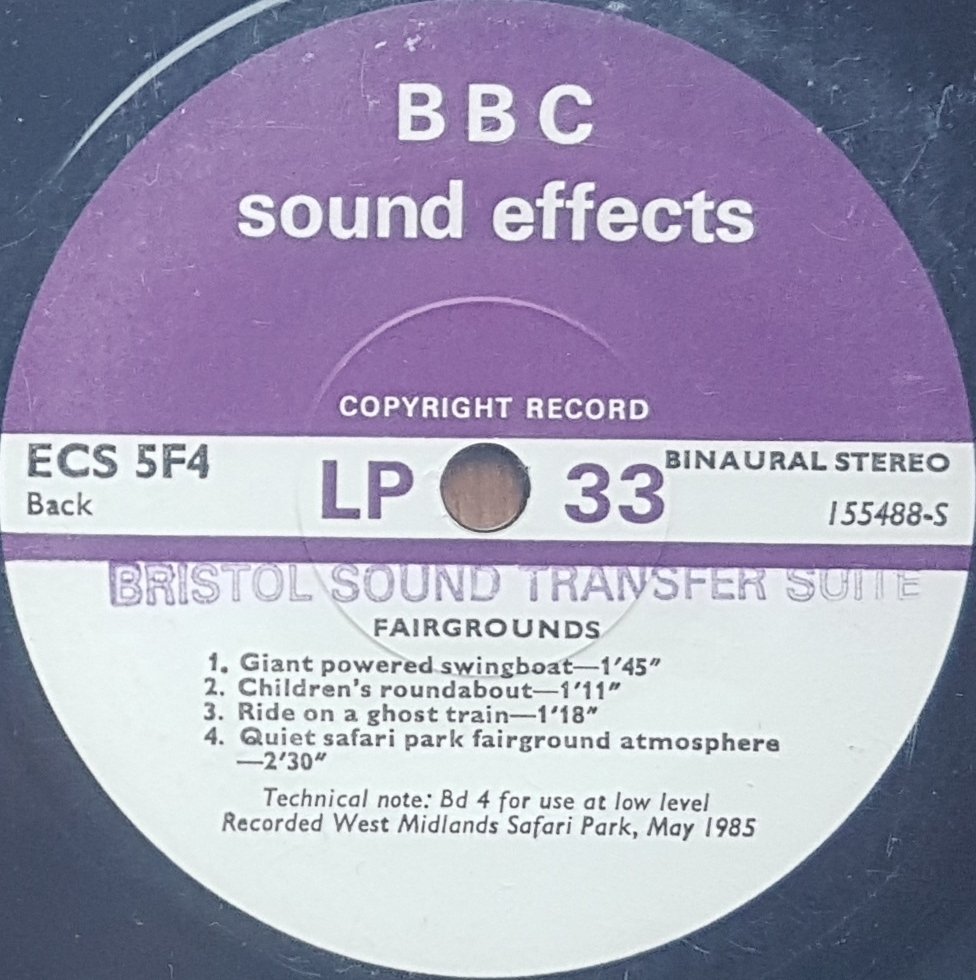 BBC
sound effects
COPYRIGHT RECORD
ECS 5F4
Back
LP 33
BINAURAL STEREO
155488-S
BRISTOL SOUND TRANSFER SUITE
FAIRGROUNDS
1. Giant powered swingboat—1'45"
2. Children's roundabout—1'11"
3. Ride on a ghost train—1'18"
4. Quiet safari park fairground atmosphere
—2'30"
Technical note: Bd 4 for use at low level
Recorded West Midlands Safari Park, May 1985